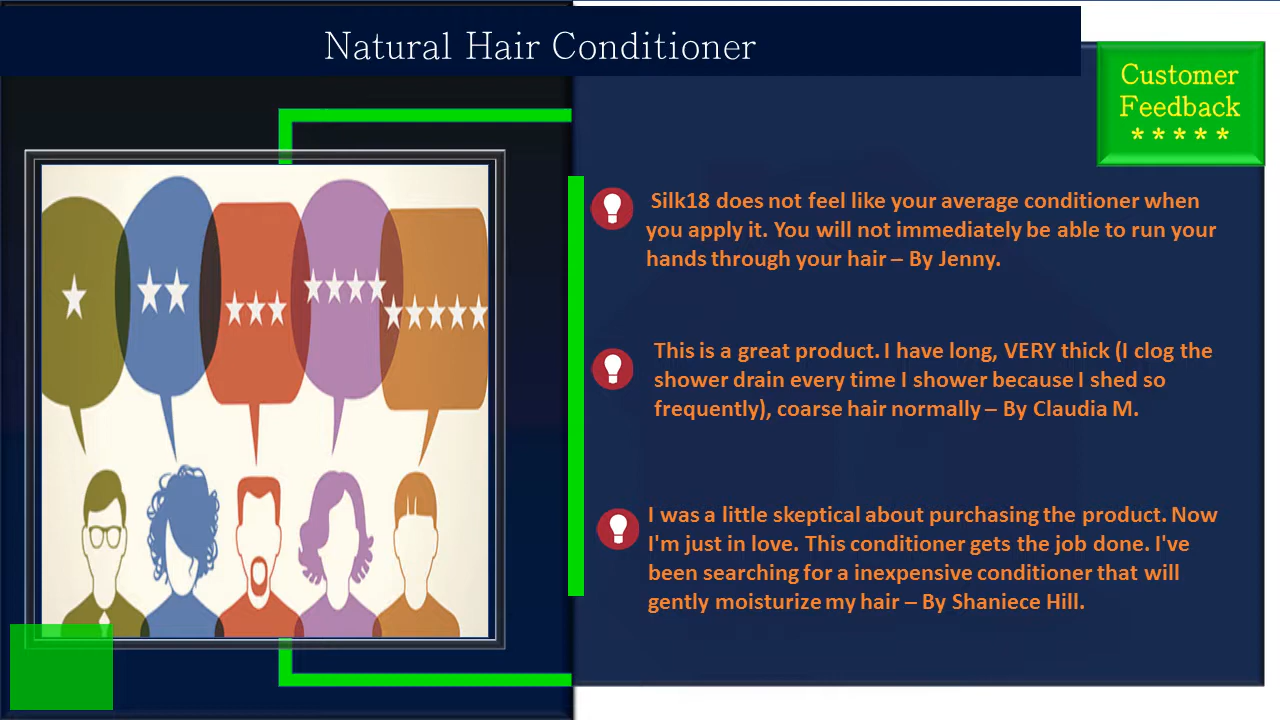 Natural Hair Conditioner
Customer
Feedback
* * * * *
Silk18 does not feel like your average conditioner when
you apply it. You will not immediately be able to run your
hands through your hair – By Jenny.
This is a great product. I have long, VERY thick (I clog the
shower drain every time I shower because I shed so
frequently), coarse hair normally – By Claudia M.
I was a little skeptical about purchasing the product. Now
I'm just in love. This conditioner gets the job done. I've
been searching for a inexpensive conditioner that will
gently moisturize my hair – By Shaniece Hill.